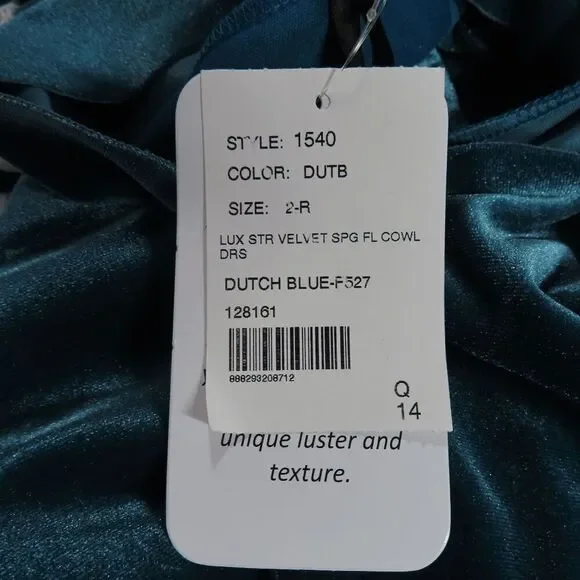 STYLE: 1540
COLOR: DUTB
SIZE: 2-R
LUX STR VELVET SPG FL COWL
DRS
DUTCH BLUE-F527
128161
888293208712
Q
14
unique luster and
texture.